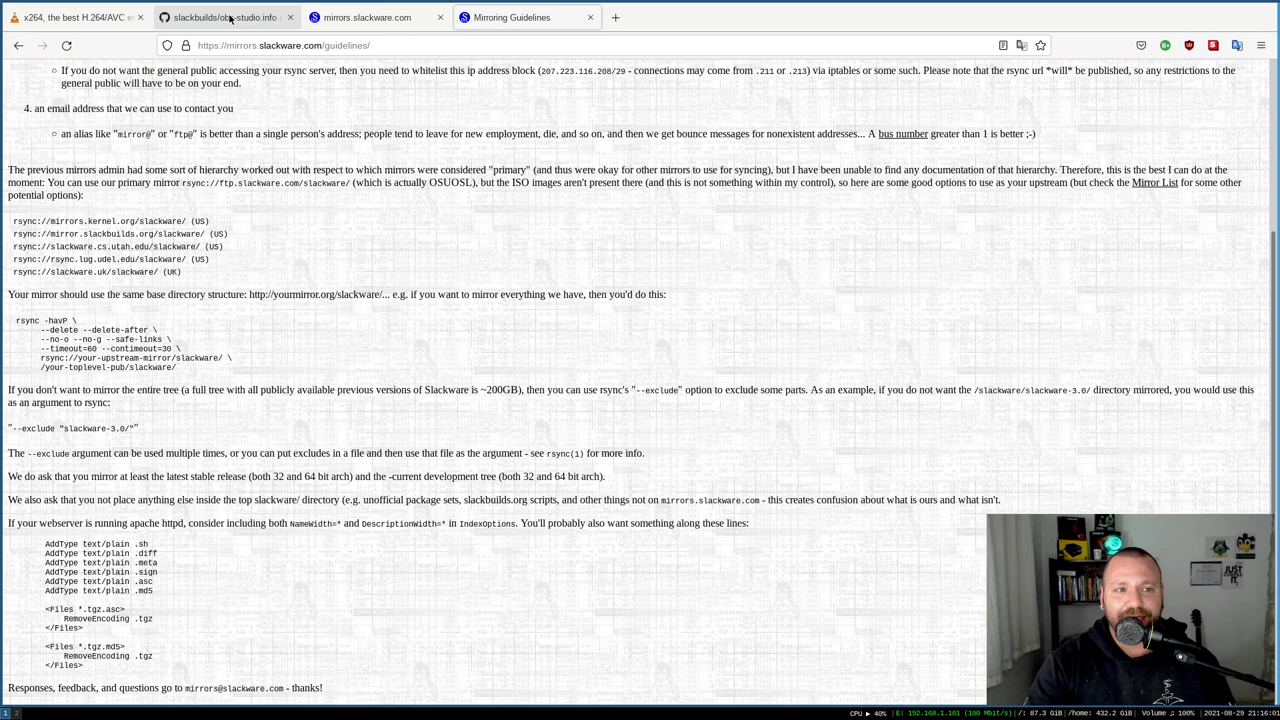 x264, the best H.264/AVC e
slackbuilds/obs-studio.info
mirrors.slackware.com
Mirroring Guidelines
https://mirrors.slackware.com/guidelines/
If you do not want the general public accessing your rsync server, then you need to whitelist this ip address block (207.223.116.208/29 - connections may come from .211 or .213) via iptables or some such. Please note that the rsync url *will* be published, so any restrictions to the
general public will have to be on your end.
4. an email address that we can use to contact you
an alias like "mirror@" or "ftp@" is better than a single person's address; people tend to leave for new employment, die, and so on, and then we get bounce messages for nonexistent addresses... A bus number greater than 1 is better ;-)
The previous mirrors admin had some sort of hierarchy worked out with respect to which mirrors were considered "primary" (and thus were okay for other mirrors to use for syncing), but I have been unable to find any documentation of that hierarchy. Therefore, this is the best I can do at the
moment: You can use our primary mirror rsync://ftp.slackware.com/slackware/ (which is actually OSUOSL), but the ISO images aren't present there (and this is not something within my control), so here are some good options to use as your upstream (but check the Mirror List for some other
potential options):
rsync://mirrors.kernel.org/slackware/ (US)
rsync://mirror.slackbuilds.org/slackware/ (US)
rsync://slackware.cs.utah.edu/slackware/ (US)
rsync://rsync.lug.udel.edu/slackware/ (US)
rsync://slackware.uk/slackware/ (UK)
Your mirror should use the same base directory structure: http://yourmirror.org/slackware/... e.g. if you want to mirror everything we have, then you'd do this:
rsync -havP \
--delete --delete-after \
--no-o --no-g --safe-links \
--timeout=60 --contimeout=30 \
rsync://your-upstream-mirror/slackware/ \
/your-toplevel-pub/slackware/
If you don't want to mirror the entire tree (a full tree with all publicly available previous versions of Slackware is ~200GB), then you can use rsync's "--exclude" option to exclude some parts. As an example, if you do not want the /slackware/slackware-3.0/ directory mirrored, you would use this
as an argument to rsync:
"--exclude "slackware-3.0/""
The --exclude argument can be used multiple times, or you can put excludes in a file and then use that file as the argument - see rsync(1) for more info.
We do ask that you mirror at least the latest stable release (both 32 and 64 bit arch) and the -current development tree (both 32 and 64 bit arch).
We also ask that you not place anything else inside the top slackware/ directory (e.g. unofficial package sets, slackbuilds.org scripts, and other things not on mirrors.slackware.com - this creates confusion about what is ours and what isn't.
If your webserver is running apache httpd, consider including both NameWidth=* and DescriptionWidth=* in IndexOptions. You'll probably also want something along these lines:
AddType text/plain .sh
AddType text/plain .diff
AddType text/plain .meta
AddType text/plain .sign
AddType text/plain .asc
AddType text/plain .md5
<Files *.tgz.asc>
RemoveEncoding .tgz
</Files>
<Files *.tgz.md5>
RemoveEncoding .tgz
</Files>
Responses, feedback, and questions go to mirrors@slackware.com - thanks!
JUST
1 2
CPU ▶ 40% |E: 192.168.1.101 (100 Mbit/s)|/: 87.3 GiB|/home: 432.2 GiB| Volume ♫ 100% |2021-08-29 21:16:01